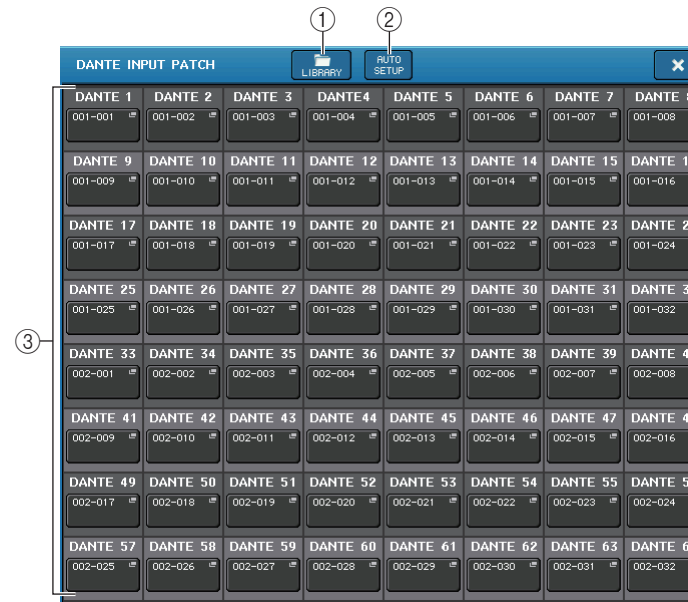 1 2
DANTE INPUT PATCH LIBRARY AUTO SETUP ×
3
DANTE 1 DANTE 2 DANTE 3 DANTE4 DANTE 5 DANTE 6 DANTE 7 DANTE
001-001 001-002 001-003 001-004 001-005 001-006 001-007 001-008
DANTE 9 DANTE 10 DANTE 11 DANTE 12 DANTE 13 DANTE 14 DANTE 15 DANTE
001-009 001-010 001-011 001-012 001-013 001-014 001-015 001-016
DANTE 17 DANTE 18 DANTE 19 DANTE 20 DANTE 21 DANTE 22 DANTE 23 DANTE
001-017 001-018 001-019 001-020 001-021 001-022 001-023 001-024
DANTE 25 DANTE 26 DANTE 27 DANTE 28 DANTE 29 DANTE 30 DANTE 31 DANTE
001-025 001-026 001-027 001-028 001-029 001-030 001-031 001-032
DANTE 33 DANTE 34 DANTE 35 DANTE 36 DANTE 37 DANTE 38 DANTE 39 DANTE
002-001 002-002 002-003 002-004 002-005 002-006 002-007 002-008
DANTE 41 DANTE 42 DANTE 43 DANTE 44 DANTE 45 DANTE 46 DANTE 47 DANTE
002-009 002-010 002-011 002-012 002-013 002-014 002-015 002-016
DANTE 49 DANTE 50 DANTE 51 DANTE 52 DANTE 53 DANTE 54 DANTE 55 DANTE
002-017 002-018 002-019 002-020 002-021 002-022 002-023 002-024
DANTE 57 DANTE 58 DANTE 59 DANTE 60 DANTE 61 DANTE 62 DANTE 63 DANTE
002-025 002-026 002-027 002-028 002-029 002-030 002-031 002-032